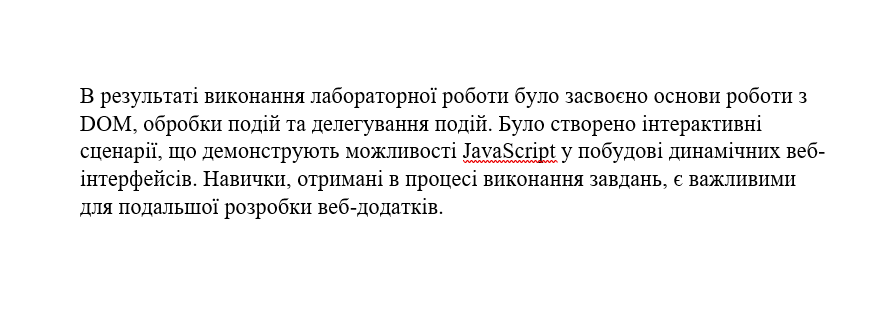 В результаті виконання лабораторної роботи було засвоєно основи роботи з
DOM, обробки подій та делегування подій. Було створено інтерактивні
сценарії, що демонструють можливості JavaScript у побудові динамічних веб-
інтерфейсів. Навички, отримані в процесі виконання завдань, є важливими
для подальшої розробки веб-додатків.